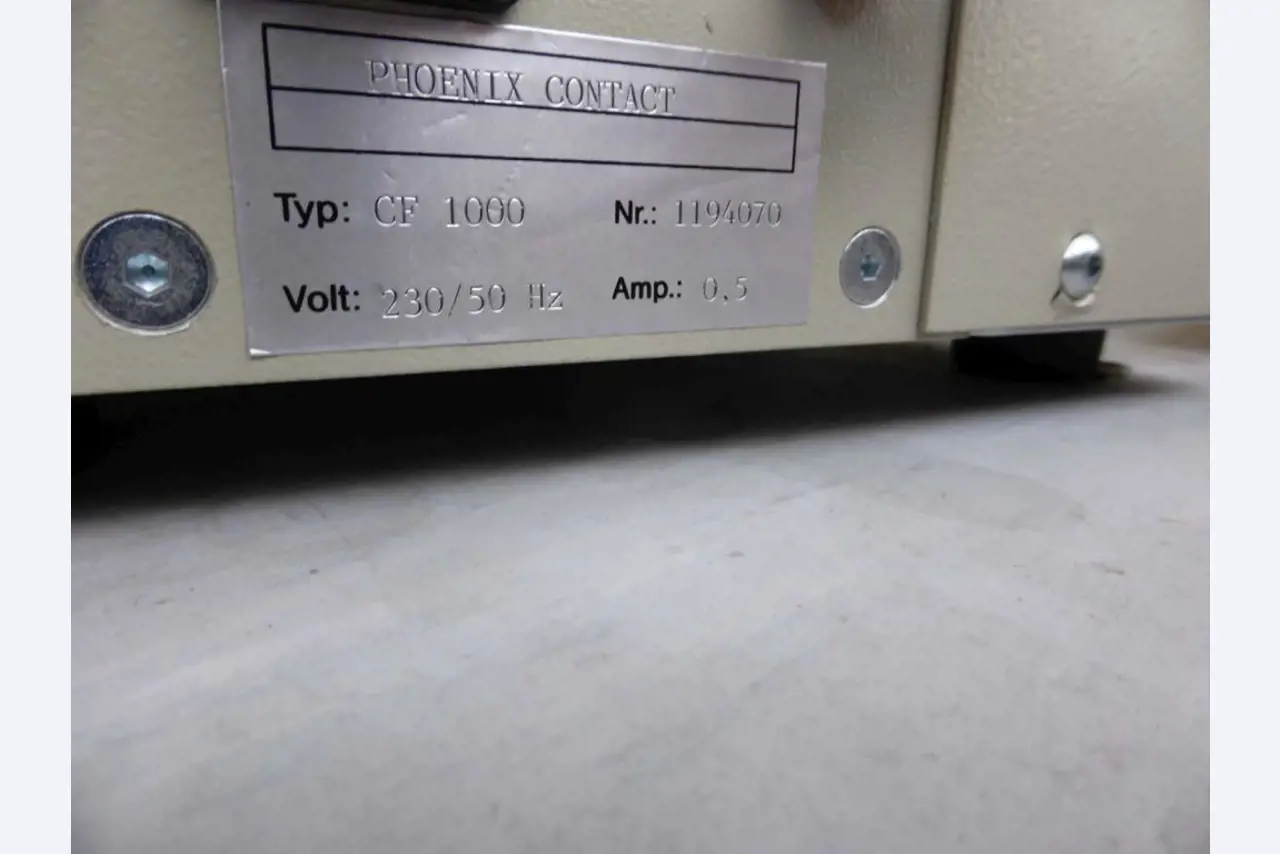 PHOENIX CONTACT
Typ: CF 1000 Nr.: 1194070
Volt: 230/50 Hz Amp.: 0,5